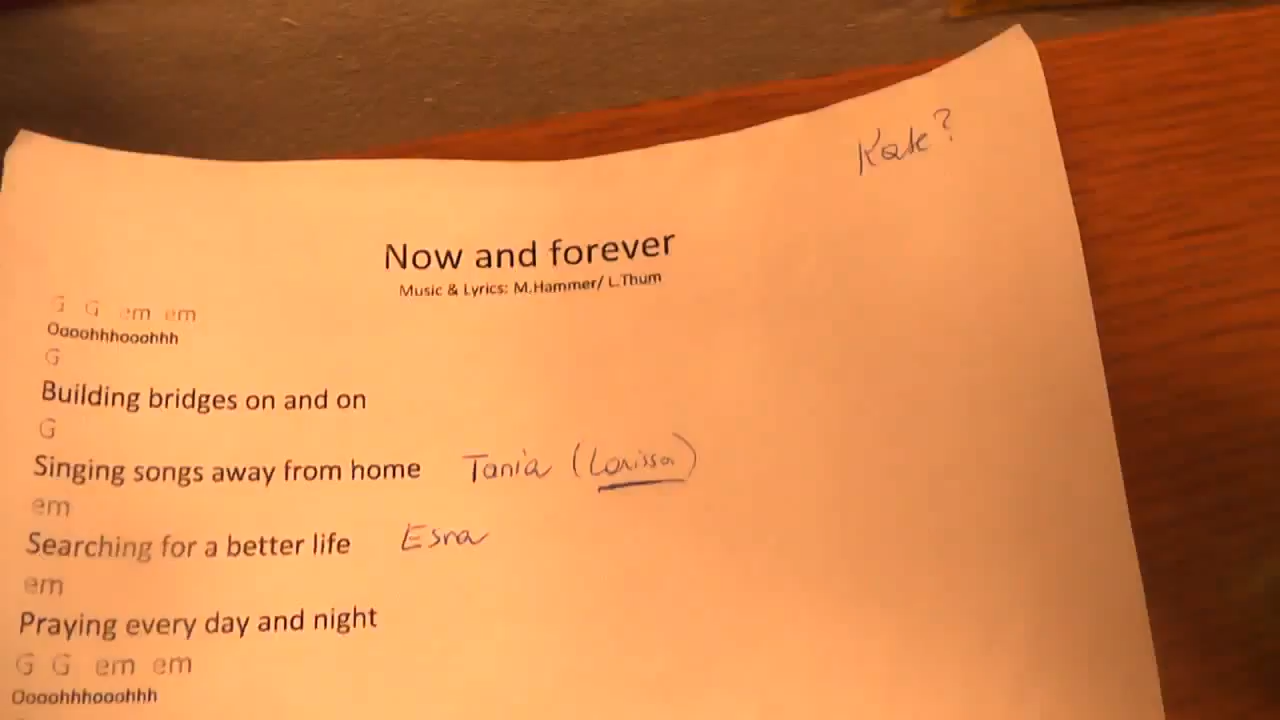 Kate?
Now and forever
Music & Lyrics: M.Hammer/ L.Thum
G G em em
Oooohhhooohhh
G
Building bridges on and on
G
Singing songs away from home Tania (Larissa)
em
Searching for a better life Esra
em
Praying every day and night
G G em em
Oooohhhooohhh